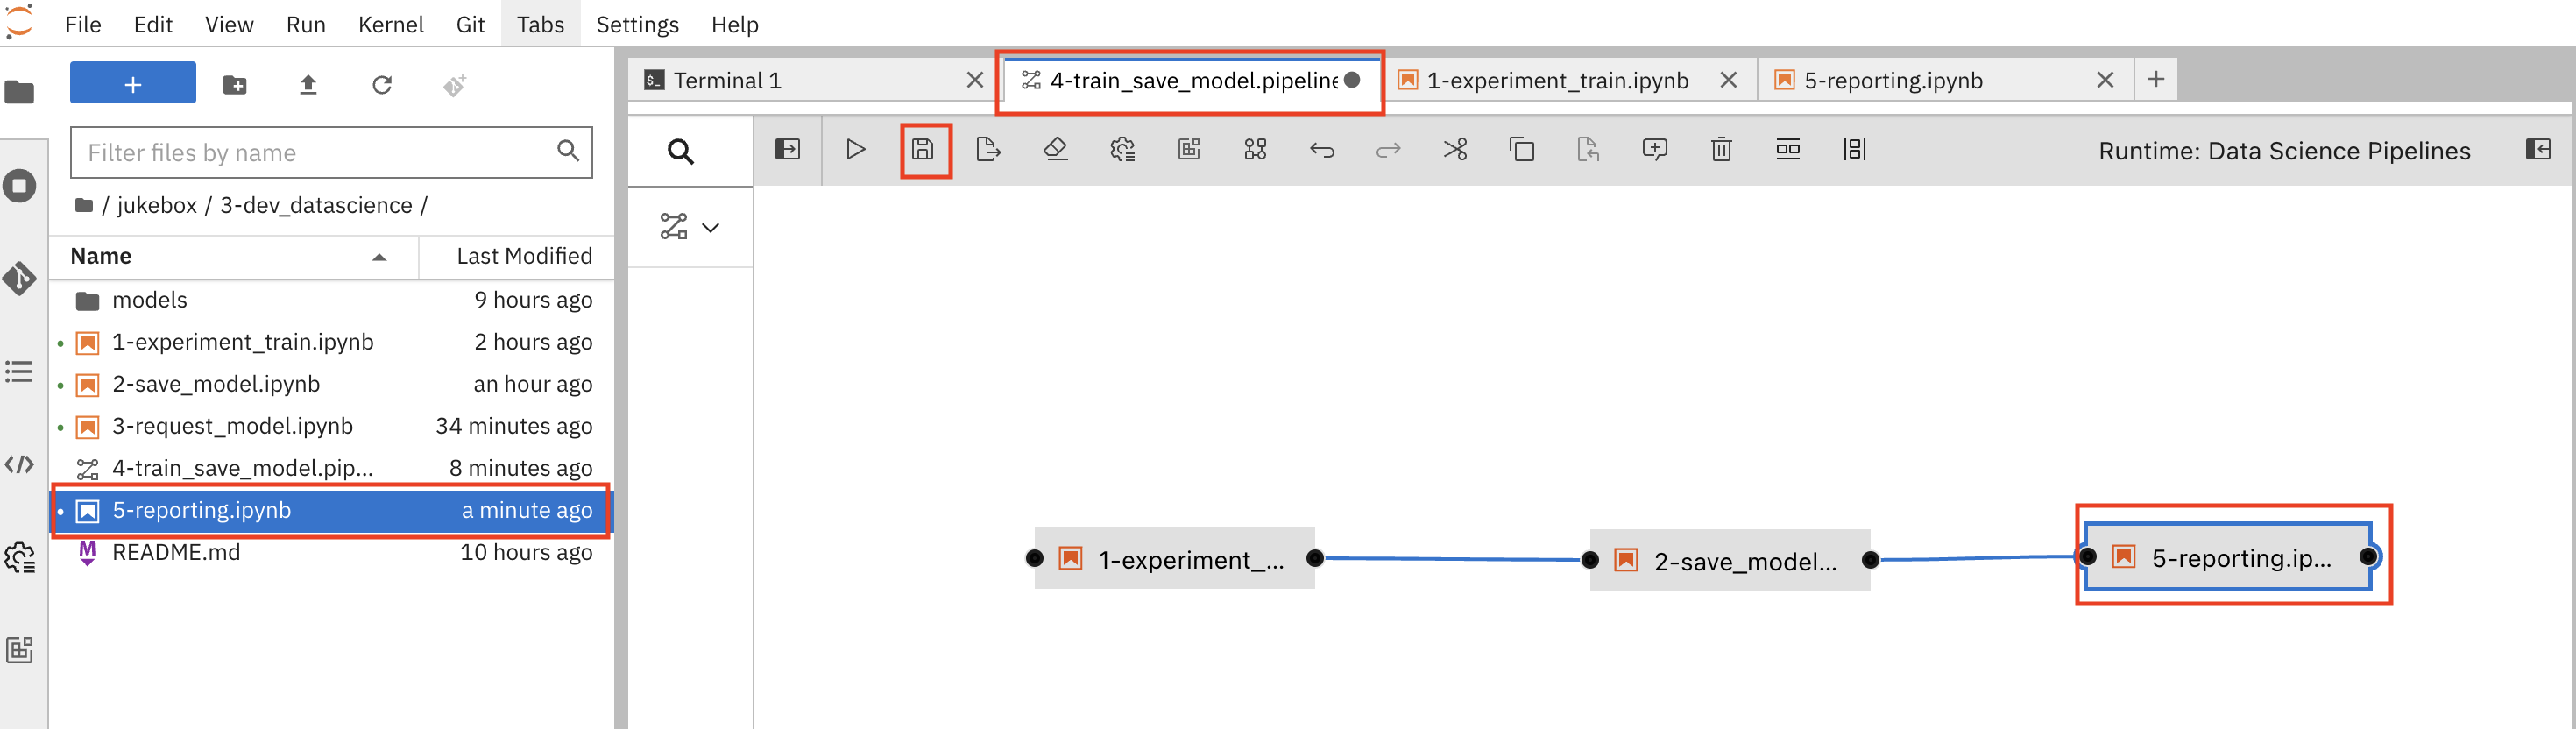 File Edit View Run Kernel Git Tabs Settings Help
+
Filter files by name
/ jukebox / 3-dev_datascience /
Name Last Modified
models 9 hours ago
1-experiment_train.ipynb 2 hours ago
2-save_model.ipynb an hour ago
3-request_model.ipynb 34 minutes ago
4-train_save_model.pip... 8 minutes ago
5-reporting.ipynb a minute ago
M README.md 10 hours ago
$_ Terminal 1
4-train_save_model.pipeline
1-experiment_train.ipynb
5-reporting.ipynb
+
Runtime: Data Science Pipelines
1-experiment_...
2-save_model...
5-reporting.ip...